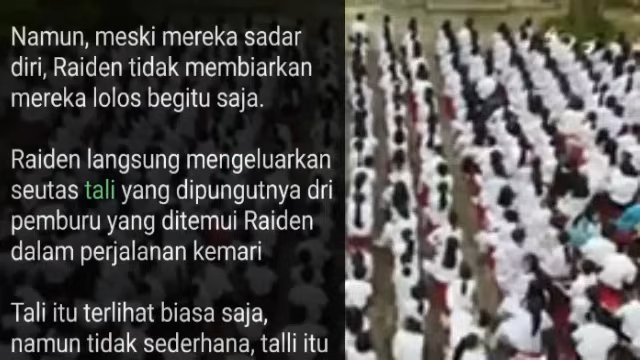 Namun, meski mereka sadar
diri, Raiden tidak membiarkan
mereka lolos begitu saja.
Raiden langsung mengeluarkan
seutas tali yang dipungutnya dri
pemburu yang ditemui Raiden
dalam perjalanan kemari
Tali itu terlihat biasa saja,
namun tidak sederhana, talli itu